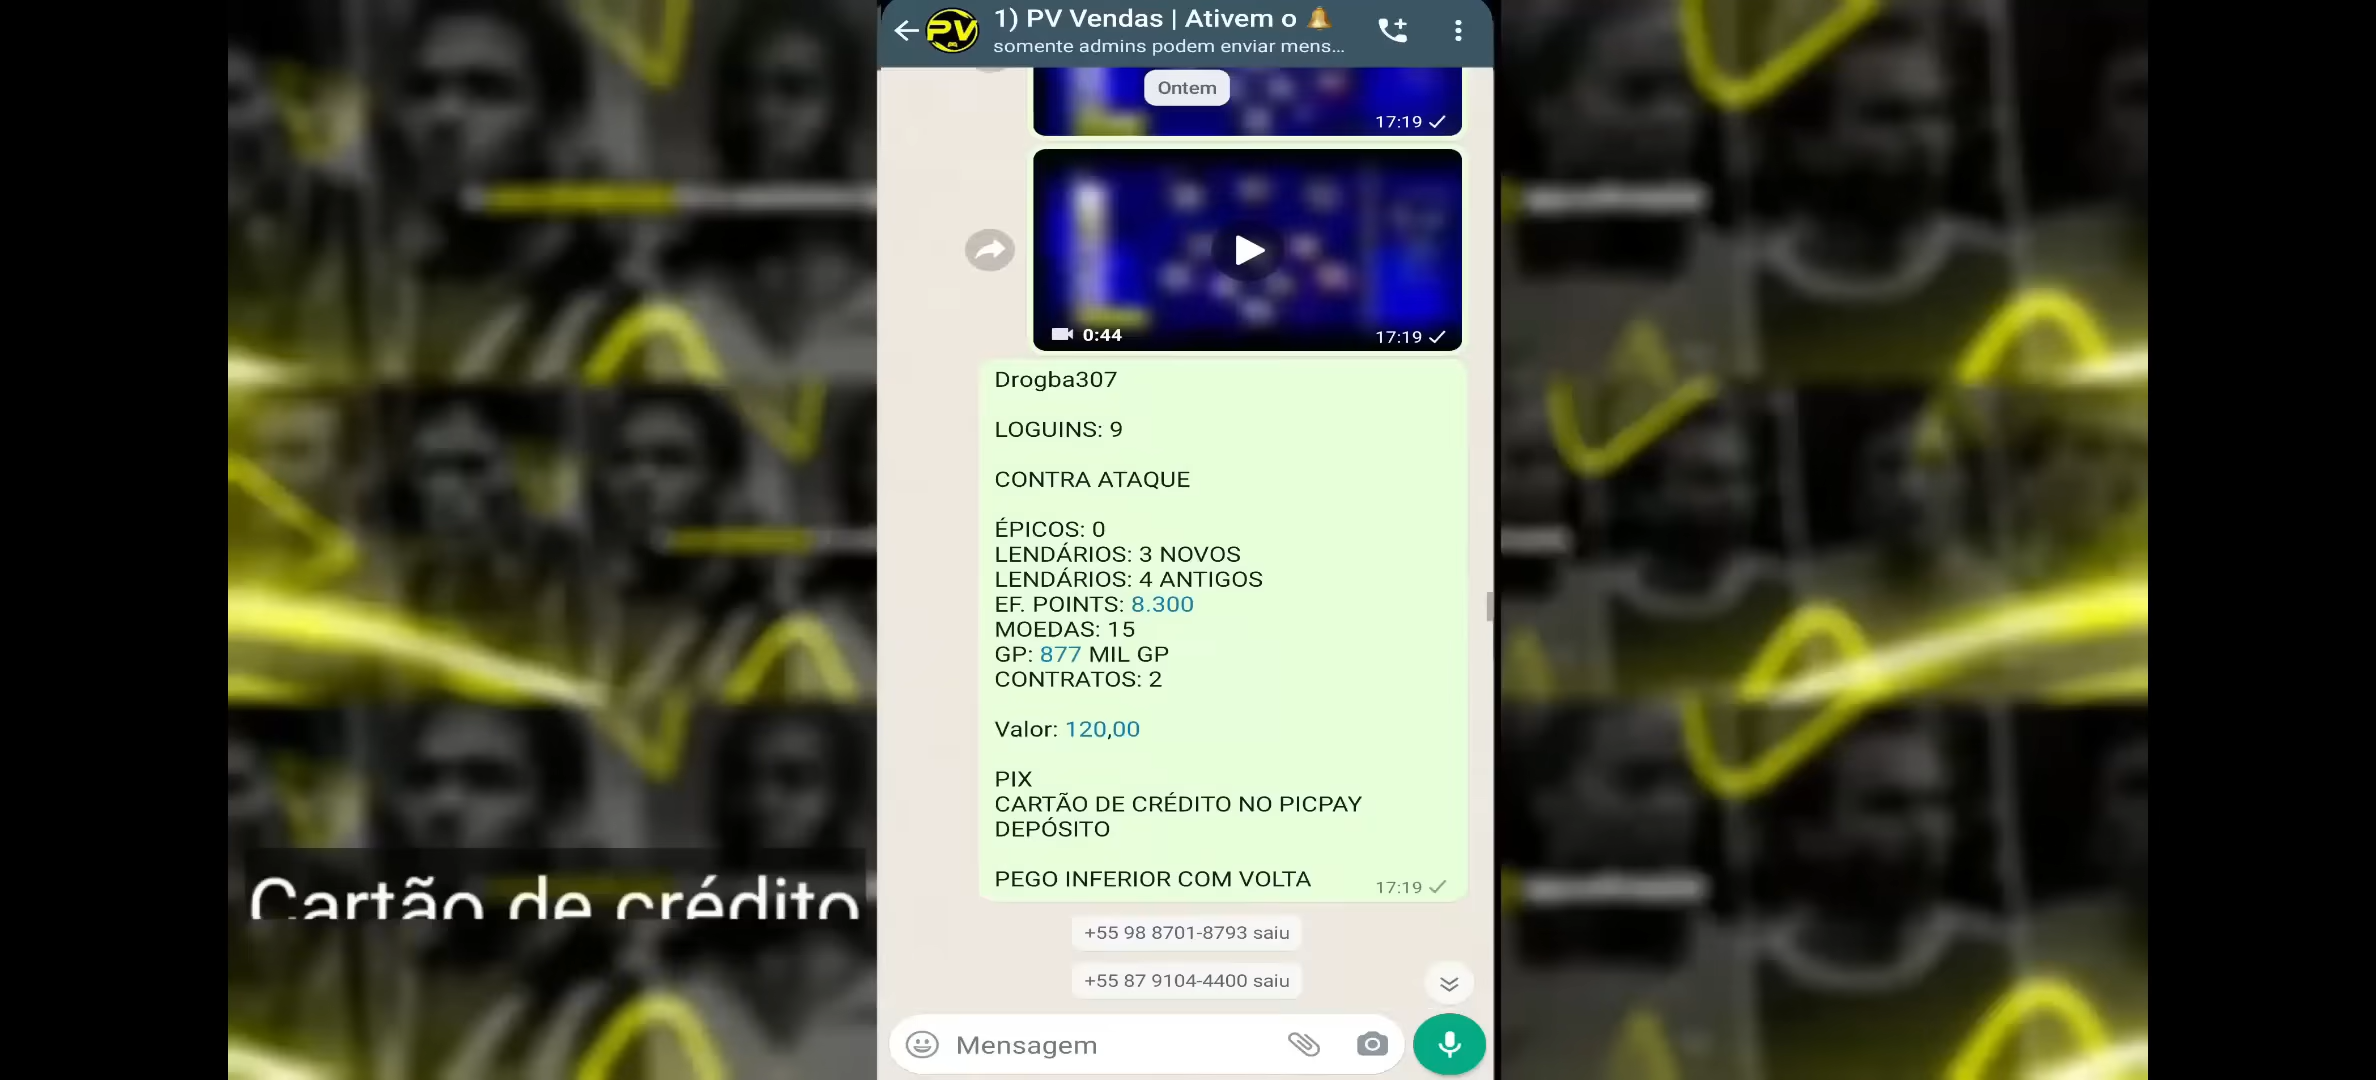 PV
1) PV Vendas | Ativem o 🔔
somente admins podem enviar mens...
Ontem
17:19
0:44
17:19
Drogba307
LOGUINS: 9
CONTRA ATAQUE
ÉPICOS: 0
LENDÁRIOS: 3 NOVOS
LENDÁRIOS: 4 ANTIGOS
EF. POINTS: 8.300
MOEDAS: 15
GP: 877 MIL GP
CONTRATOS: 2
Valor: 120,00
PIX
CARTÃO DE CRÉDITO NO PICPAY
DEPÓSITO
PEGO INFERIOR COM VOLTA
17:19
+55 98 8701-8793 saiu
+55 87 9104-4400 saiu
Mensagem
Cartão de crédito